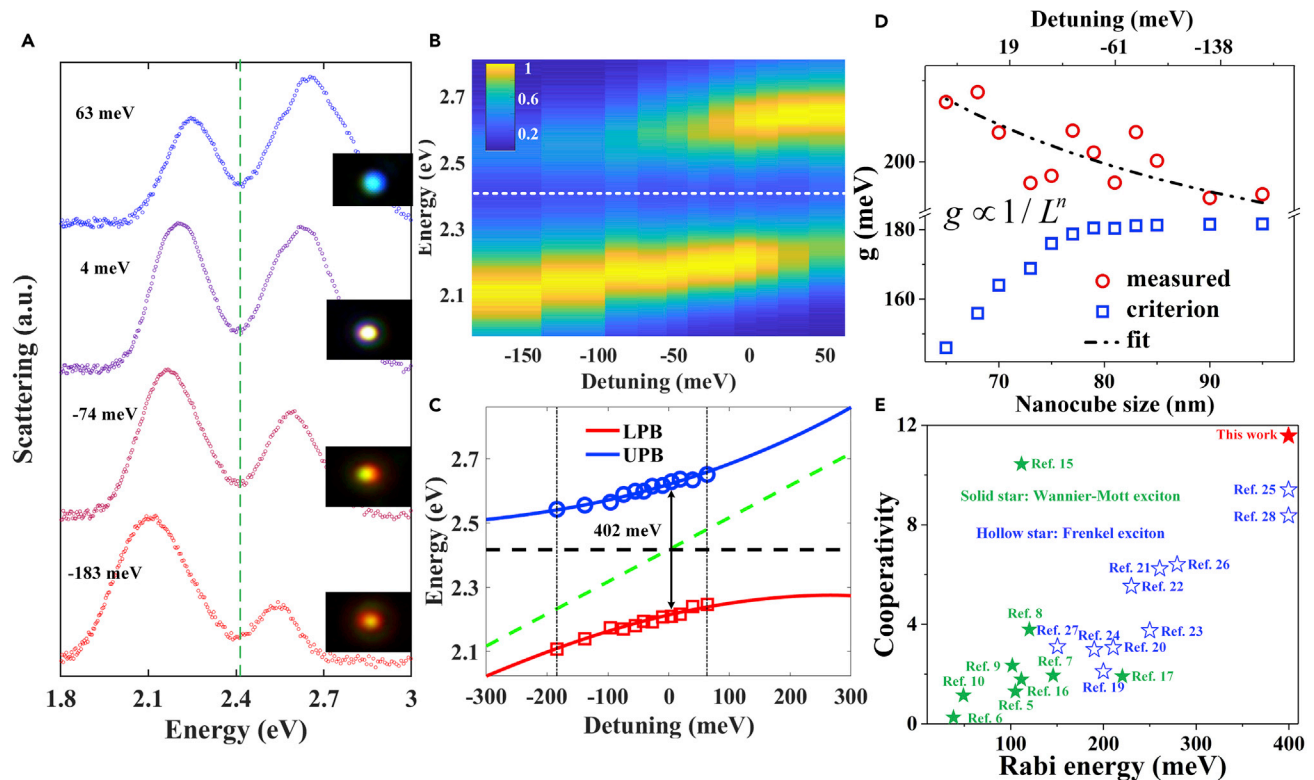 A
63 meV
4 meV
-74 meV
-183 meV
Scattering (a.u.)
1.8 2.1 2.4 2.7 3
Energy (eV)
B
1
0.6
0.2
2.7
2.5
2.3
2.1
Energy (eV)
-150 -100 -50 0 50
Detuning (meV)
C
LPB
UPB
402 meV
2.9
2.7
2.5
2.3
2.1
Energy (eV)
-300 -200 -100 0 100 200 300
Detuning (meV)
D
Detuning (meV)
19 -61 -138
200
180
160
g (meV)
g ∝ 1/Lⁿ
measured
criterion
fit
70 80 90
Nanocube size (nm)
E
12
8
4
0
Cooperativity
This work
Ref. 15
Ref. 25
Solid star: Wannier-Mott exciton
Ref. 28
Hollow star: Frenkel exciton
Ref. 21
Ref. 26
Ref. 22
Ref. 8
Ref. 27
Ref. 24
Ref. 23
Ref. 20
Ref. 9
Ref. 7
Ref. 10
Ref. 16
Ref. 17
Ref. 19
Ref. 5
Ref. 6
100 200 300 400
Rabi energy (meV)